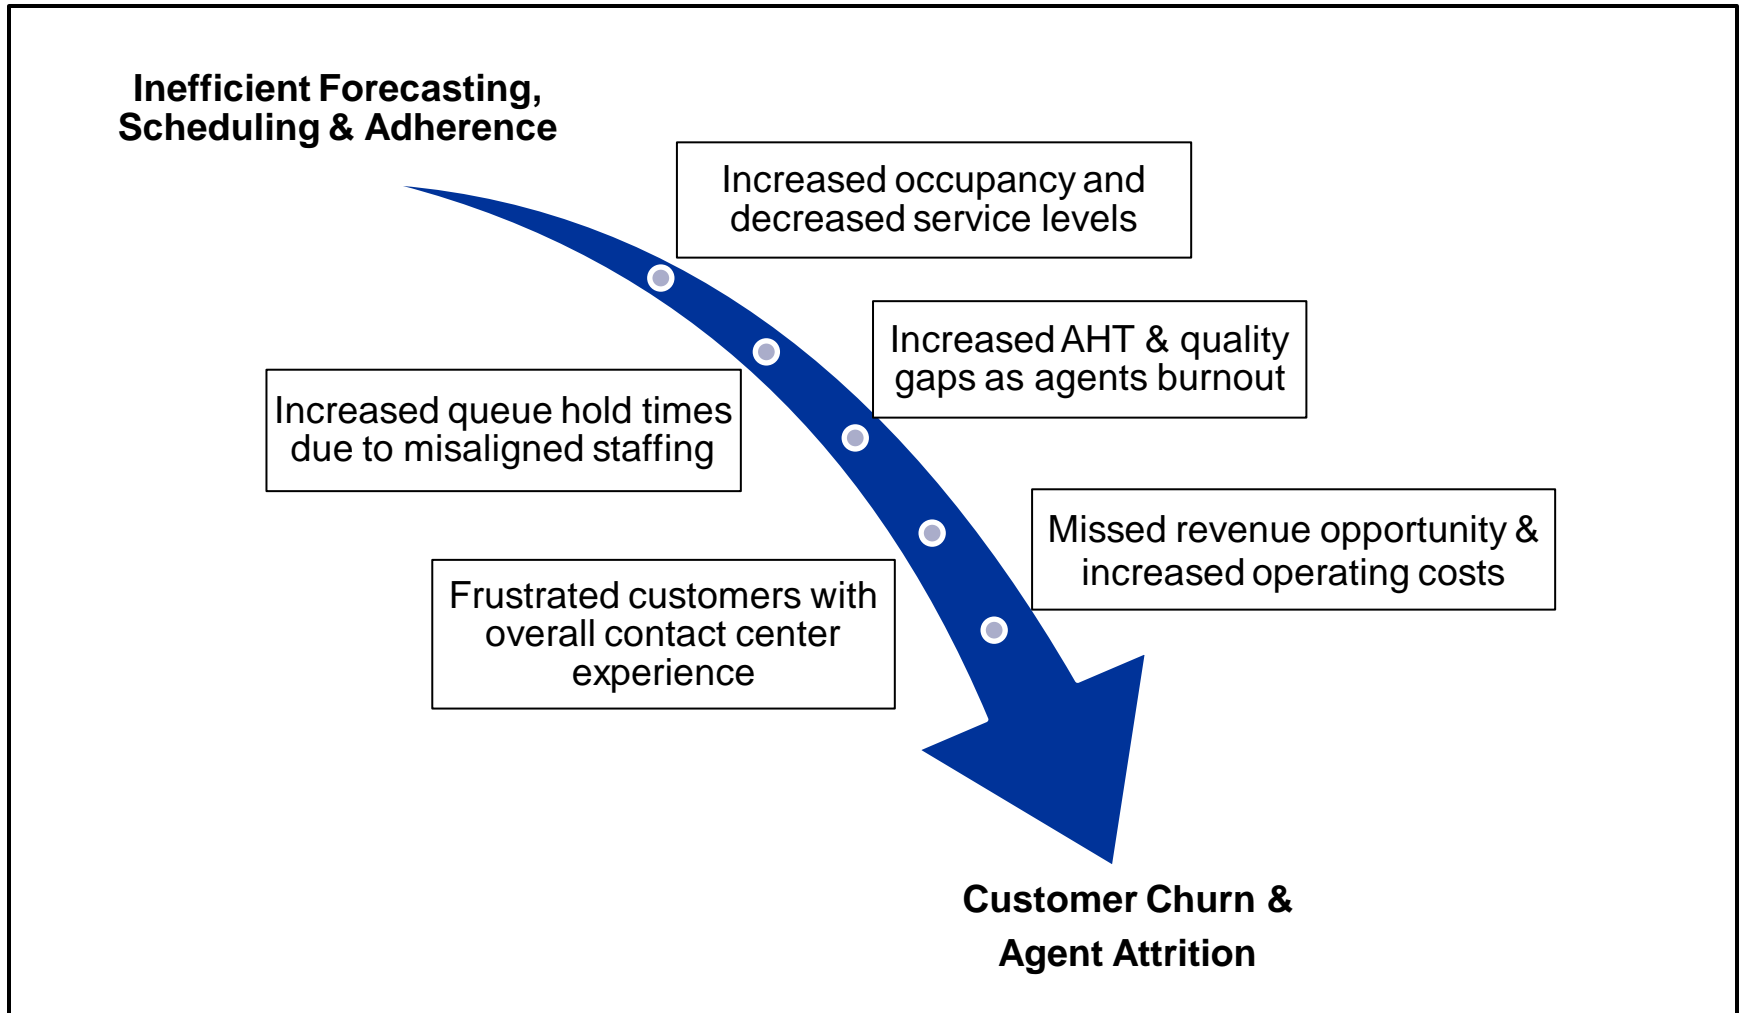 Inefficient Forecasting,
Scheduling & Adherence
Increased occupancy and
decreased service levels
Increased AHT & quality
gaps as agents burnout
Increased queue hold times
due to misaligned staffing
Missed revenue opportunity &
increased operating costs
Frustrated customers with
overall contact center
experience
Customer Churn &
Agent Attrition